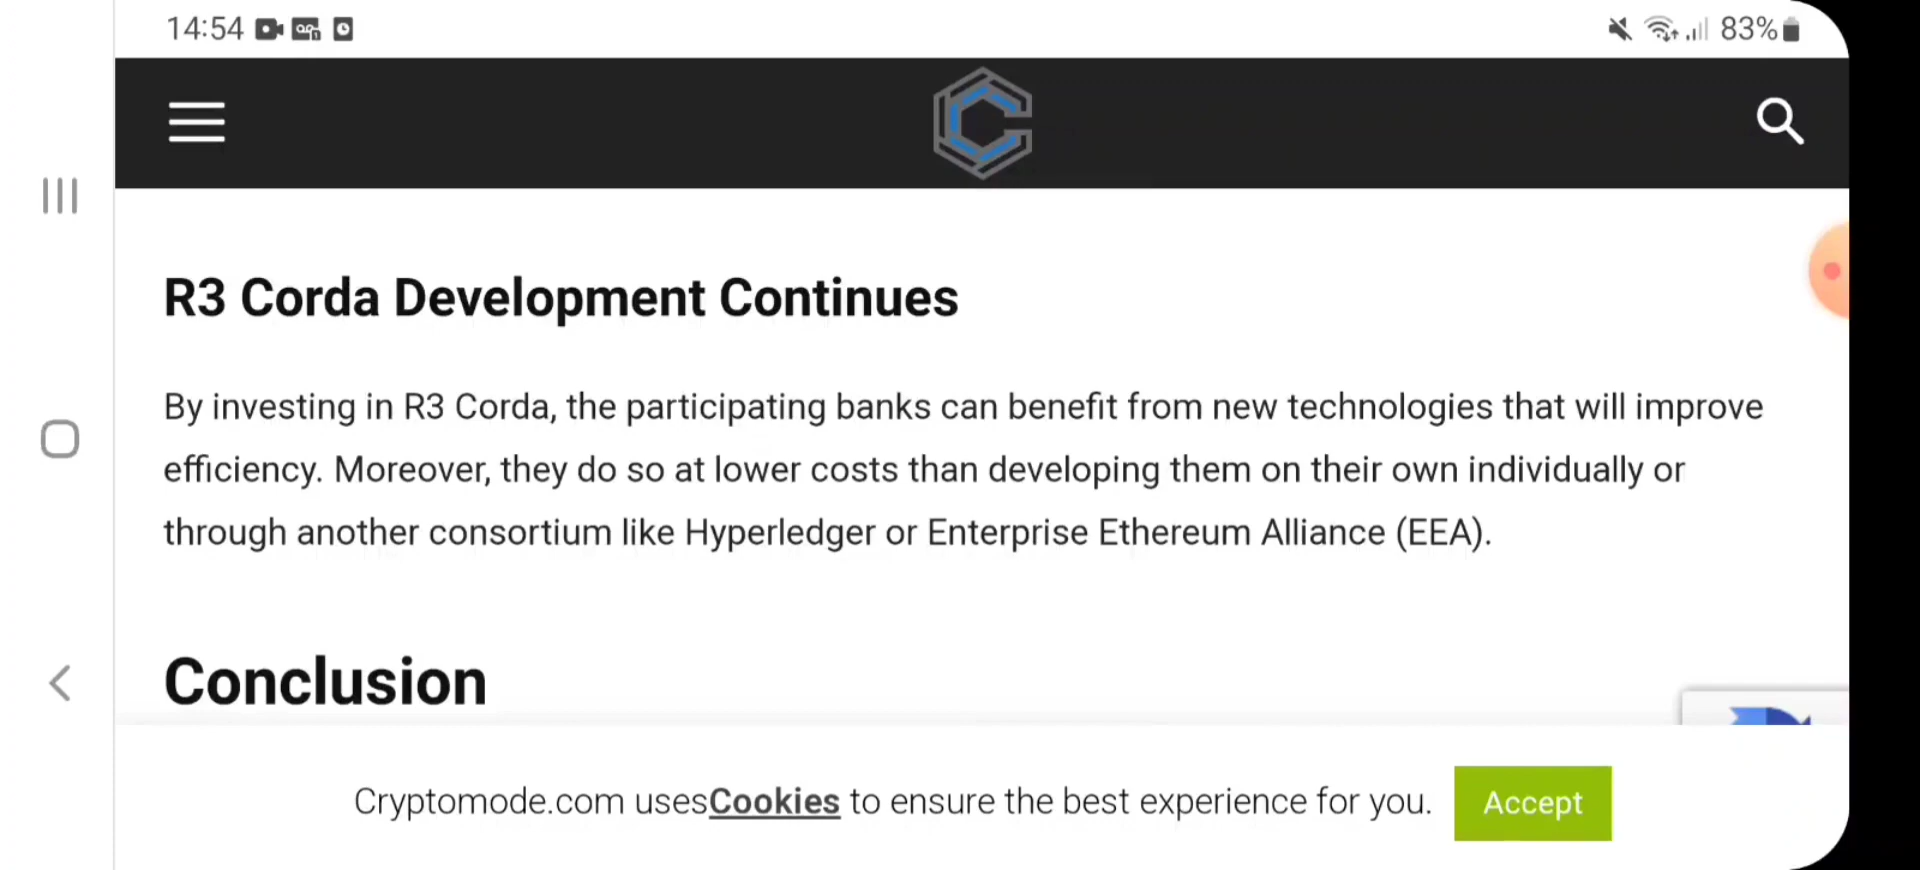 14:54
83%
R3 Corda Development Continues
By investing in R3 Corda, the participating banks can benefit from new technologies that will improve
efficiency. Moreover, they do so at lower costs than developing them on their own individually or
through another consortium like Hyperledger or Enterprise Ethereum Alliance (EEA).
Conclusion
Cryptomode.com usesCookies to ensure the best experience for you.
Accept